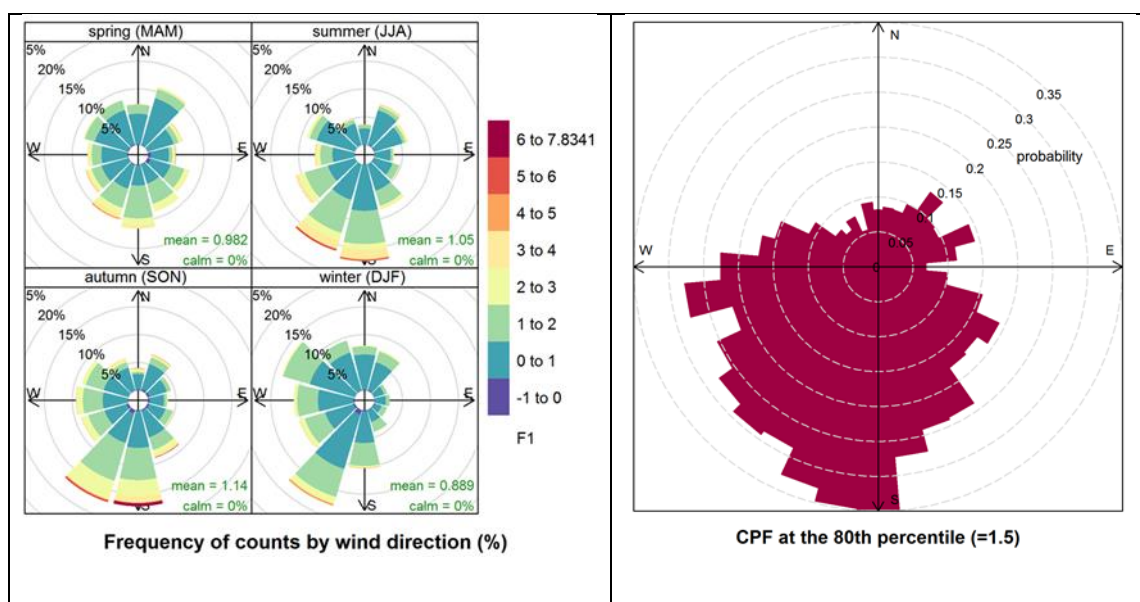 spring (MAM)
summer (JJA)
5%
20%
15%
10%
5%
N
W
E
mean = 0.982
calm = 0%
5%
20%
15%
10%
5%
N
W
E
S
mean = 1.05
calm = 0%
autumn (SON)
winter (DJF)
5%
20%
15%
10%
5%
N
W
E
S
mean = 1.14
calm = 0%
5%
20%
15%
10%
5%
N
W
E
S
mean = 0.889
calm = 0%
6 to 7.8341
5 to 6
4 to 5
3 to 4
2 to 3
1 to 2
0 to 1
-1 to 0
F1
Frequency of counts by wind direction (%)
N
0.35
0.3
0.25
probability
0.2
0.15
0.1
0.05
0
W
E
S
CPF at the 80th percentile (=1.5)